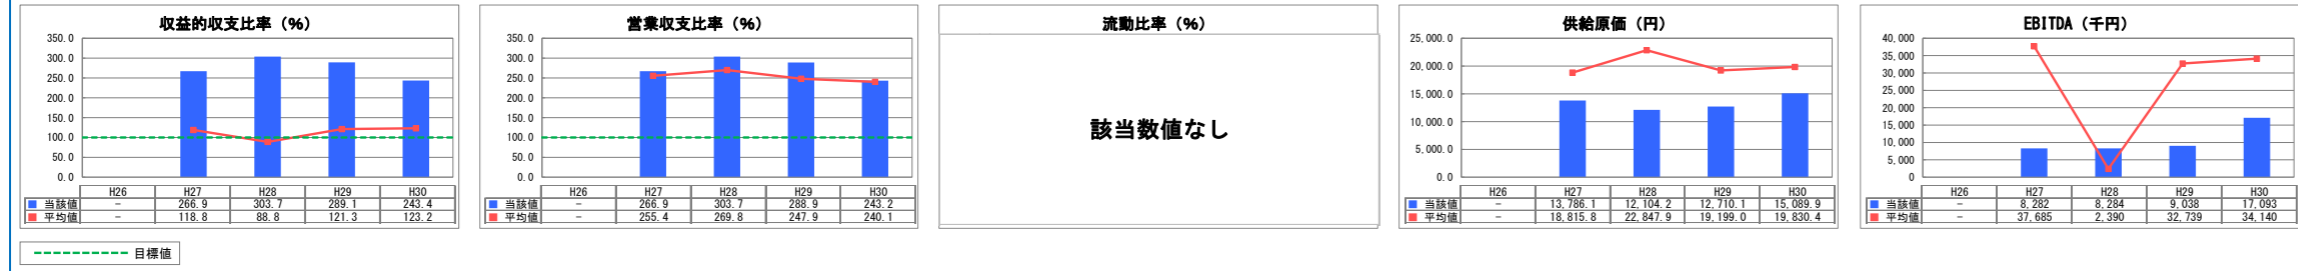 収益的収支比率（％）
350.0
300.0
250.0
200.0
150.0
100.0
50.0
0.0
H26 H27 H28 H29 H30
当該値 － 266.9 303.7 289.1 243.4
平均値 － 118.8 88.8 121.3 123.2
営業収支比率（％）
350.0
300.0
250.0
200.0
150.0
100.0
50.0
0.0
H26 H27 H28 H29 H30
当該値 － 266.9 303.7 288.9 243.2
平均値 － 255.4 269.8 247.9 240.1
流動比率（％）
該当数値なし
供給原価（円）
25,000.0
20,000.0
15,000.0
10,000.0
5,000.0
0.0
H26 H27 H28 H29 H30
当該値 － 13,786.1 12,104.2 12,710.1 15,089.9
平均値 － 18,815.8 22,847.9 19,199.0 19,830.4
EBITDA（千円）
40,000
35,000
30,000
25,000
20,000
15,000
10,000
5,000
0
H26 H27 H28 H29 H30
当該値 － 8,282 8,284 9,038 17,093
平均値 － 37,685 2,390 32,739 34,140
目標値